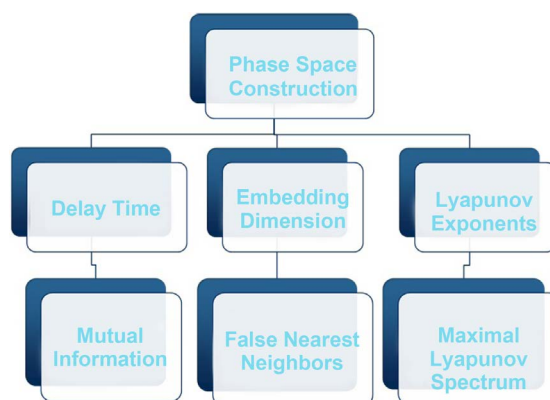 Phase Space
Construction
Delay Time
Embedding
Dimension
Lyapunov
Exponents
Mutual
Information
False Nearest
Neighbors
Maximal
Lyapunov
Spectrum